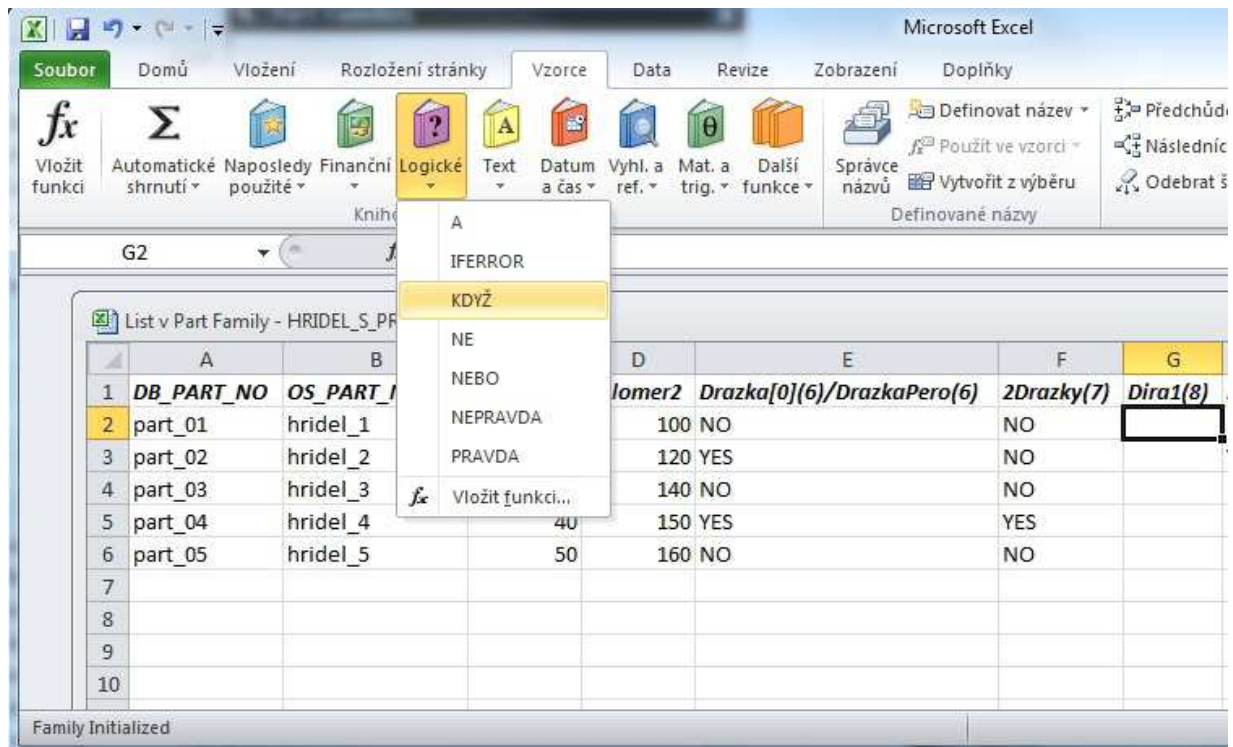 Microsoft Excel
Soubor Domů Vložení Rozložení stránky Vzorce Data Revize Zobrazení Doplňky
fx Vložit funkci
Σ Automatické shrnutí
Naposledy použité
Finanční
? Logické
A Text
Datum a čas
Vyhl. a ref.
θ Mat. a trig.
Další funkce
Správce názvů
Definovat název
Použít ve vzorci
Vytvořit z výběru
Definované názvy
Odebrat
G2
A
IFERROR
KDYŽ
NE
NEBO
NEPRAVDA
PRAVDA
fx Vložit funkci...
List v Part Family - HRIDEL_S_PR
A B D E F G
1 DB_PART_NO OS_PART_ lomer2 Drazka[0](6)/DrazkaPero(6) 2Drazky(7) Dira1(8)
2 part_01 hridel_1 100 NO NO
3 part_02 hridel_2 120 YES NO
4 part_03 hridel_3 140 NO NO
5 part_04 hridel_4 40 150 YES YES
6 part_05 hridel_5 50 160 NO NO
7
8
9
10
Family Initialized